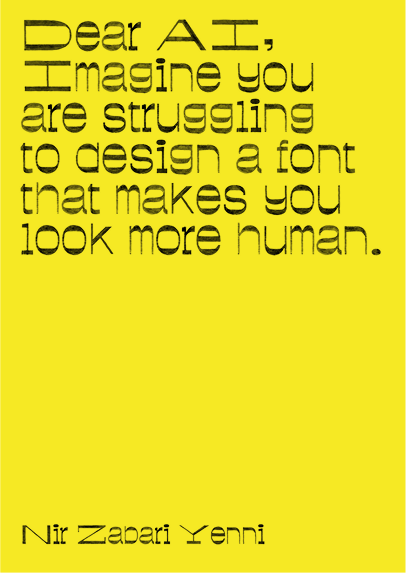 Dear AI,
Imagine you
are struggling
to design a font
that makes you
look more human.
Nir Zabari Yenni